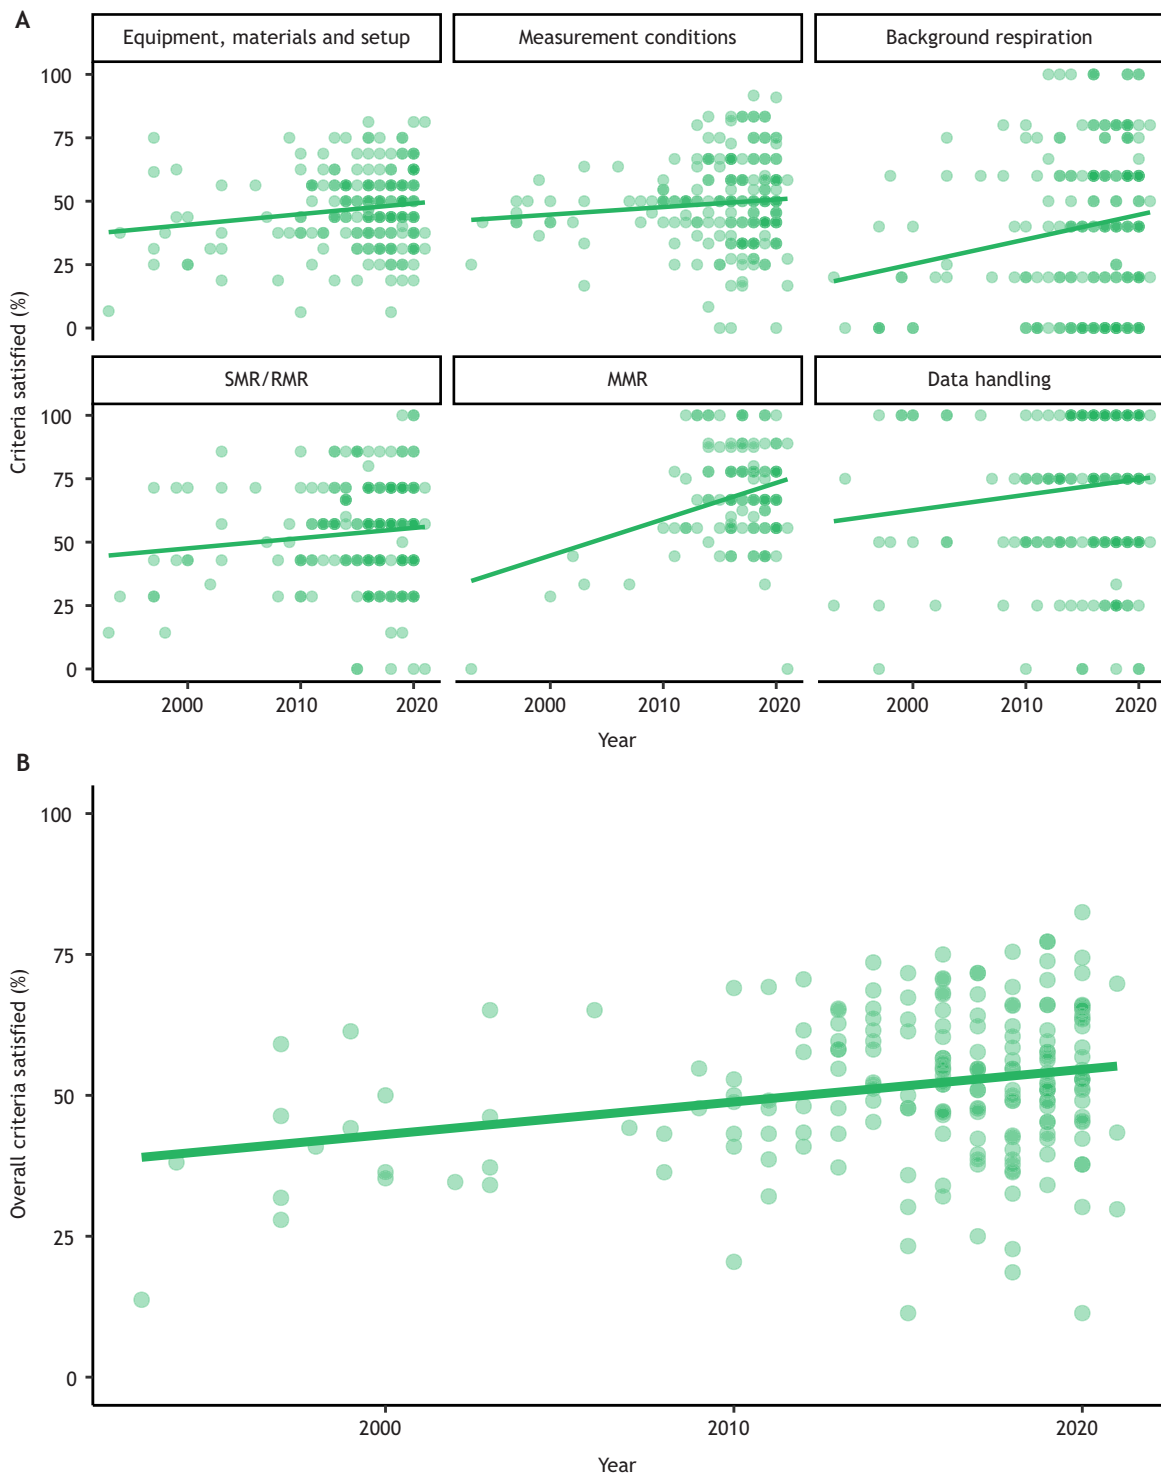 A
Equipment, materials and setup
Measurement conditions
Background respiration
100
75
50
25
0
SMR/RMR
MMR
Data handling
100
75
50
25
0
Criteria satisfied (%)
2000 2010 2020
2000 2010 2020
2000 2010 2020
Year
B
100
75
50
25
0
Overall criteria satisfied (%)
2000 2010 2020
Year